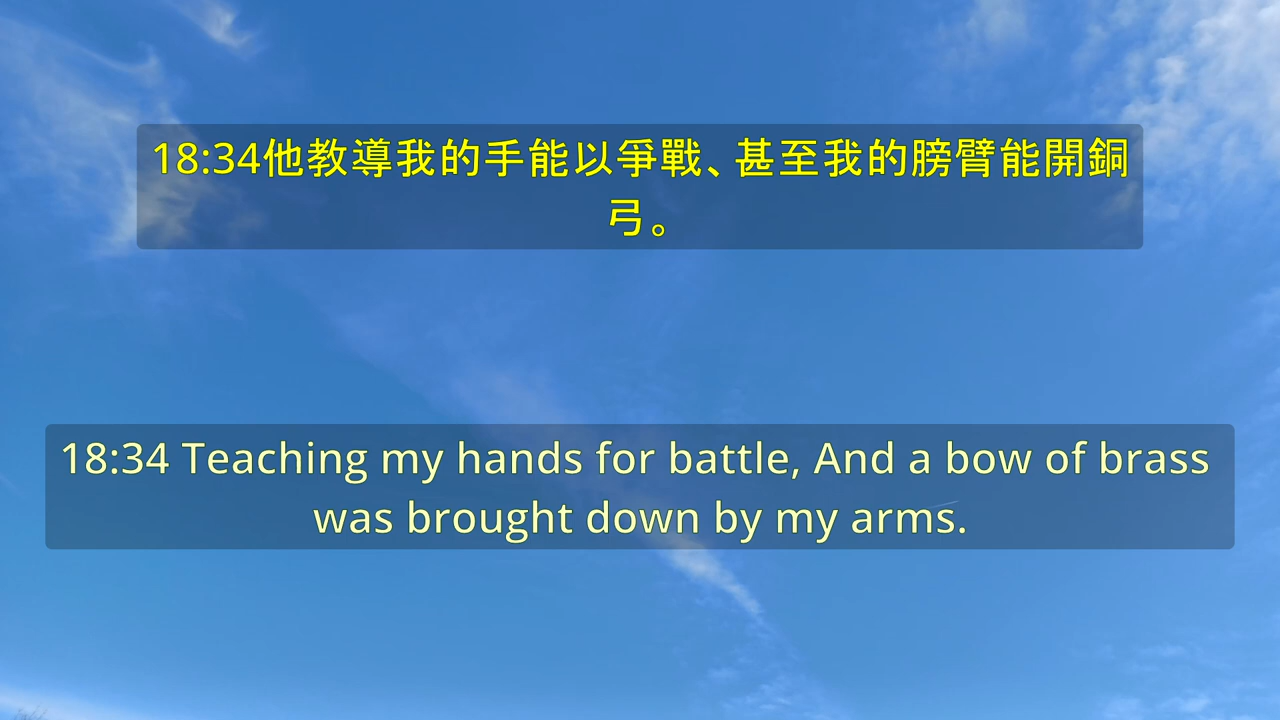 18:34他教導我的手能以爭戰、甚至我的膀臂能開銅
弓。
18:34 Teaching my hands for battle, And a bow of brass
was brought down by my arms.